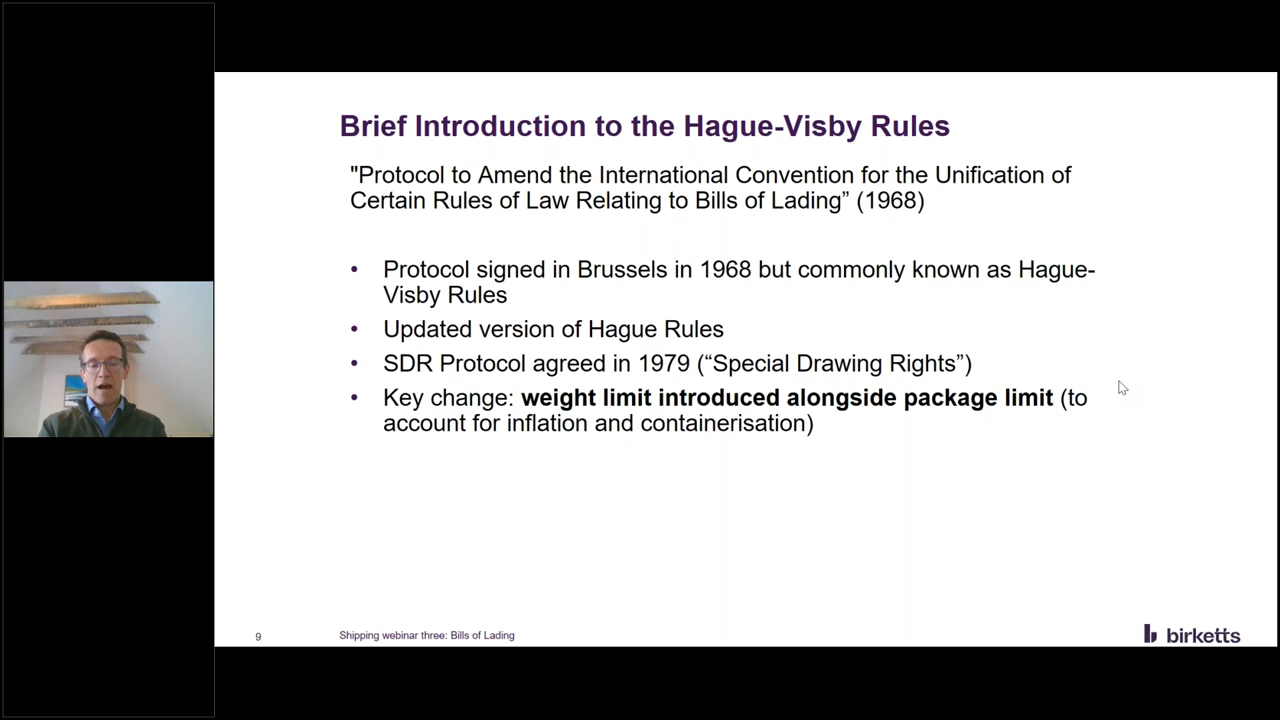 Brief Introduction to the Hague-Visby Rules
"Protocol to Amend the International Convention for the Unification of
Certain Rules of Law Relating to Bills of Lading” (1968)
• Protocol signed in Brussels in 1968 but commonly known as Hague-
Visby Rules
• Updated version of Hague Rules
• SDR Protocol agreed in 1979 (“Special Drawing Rights”)
• Key change: weight limit introduced alongside package limit (to
account for inflation and containerisation)
9
Shipping webinar three: Bills of Lading
birketts